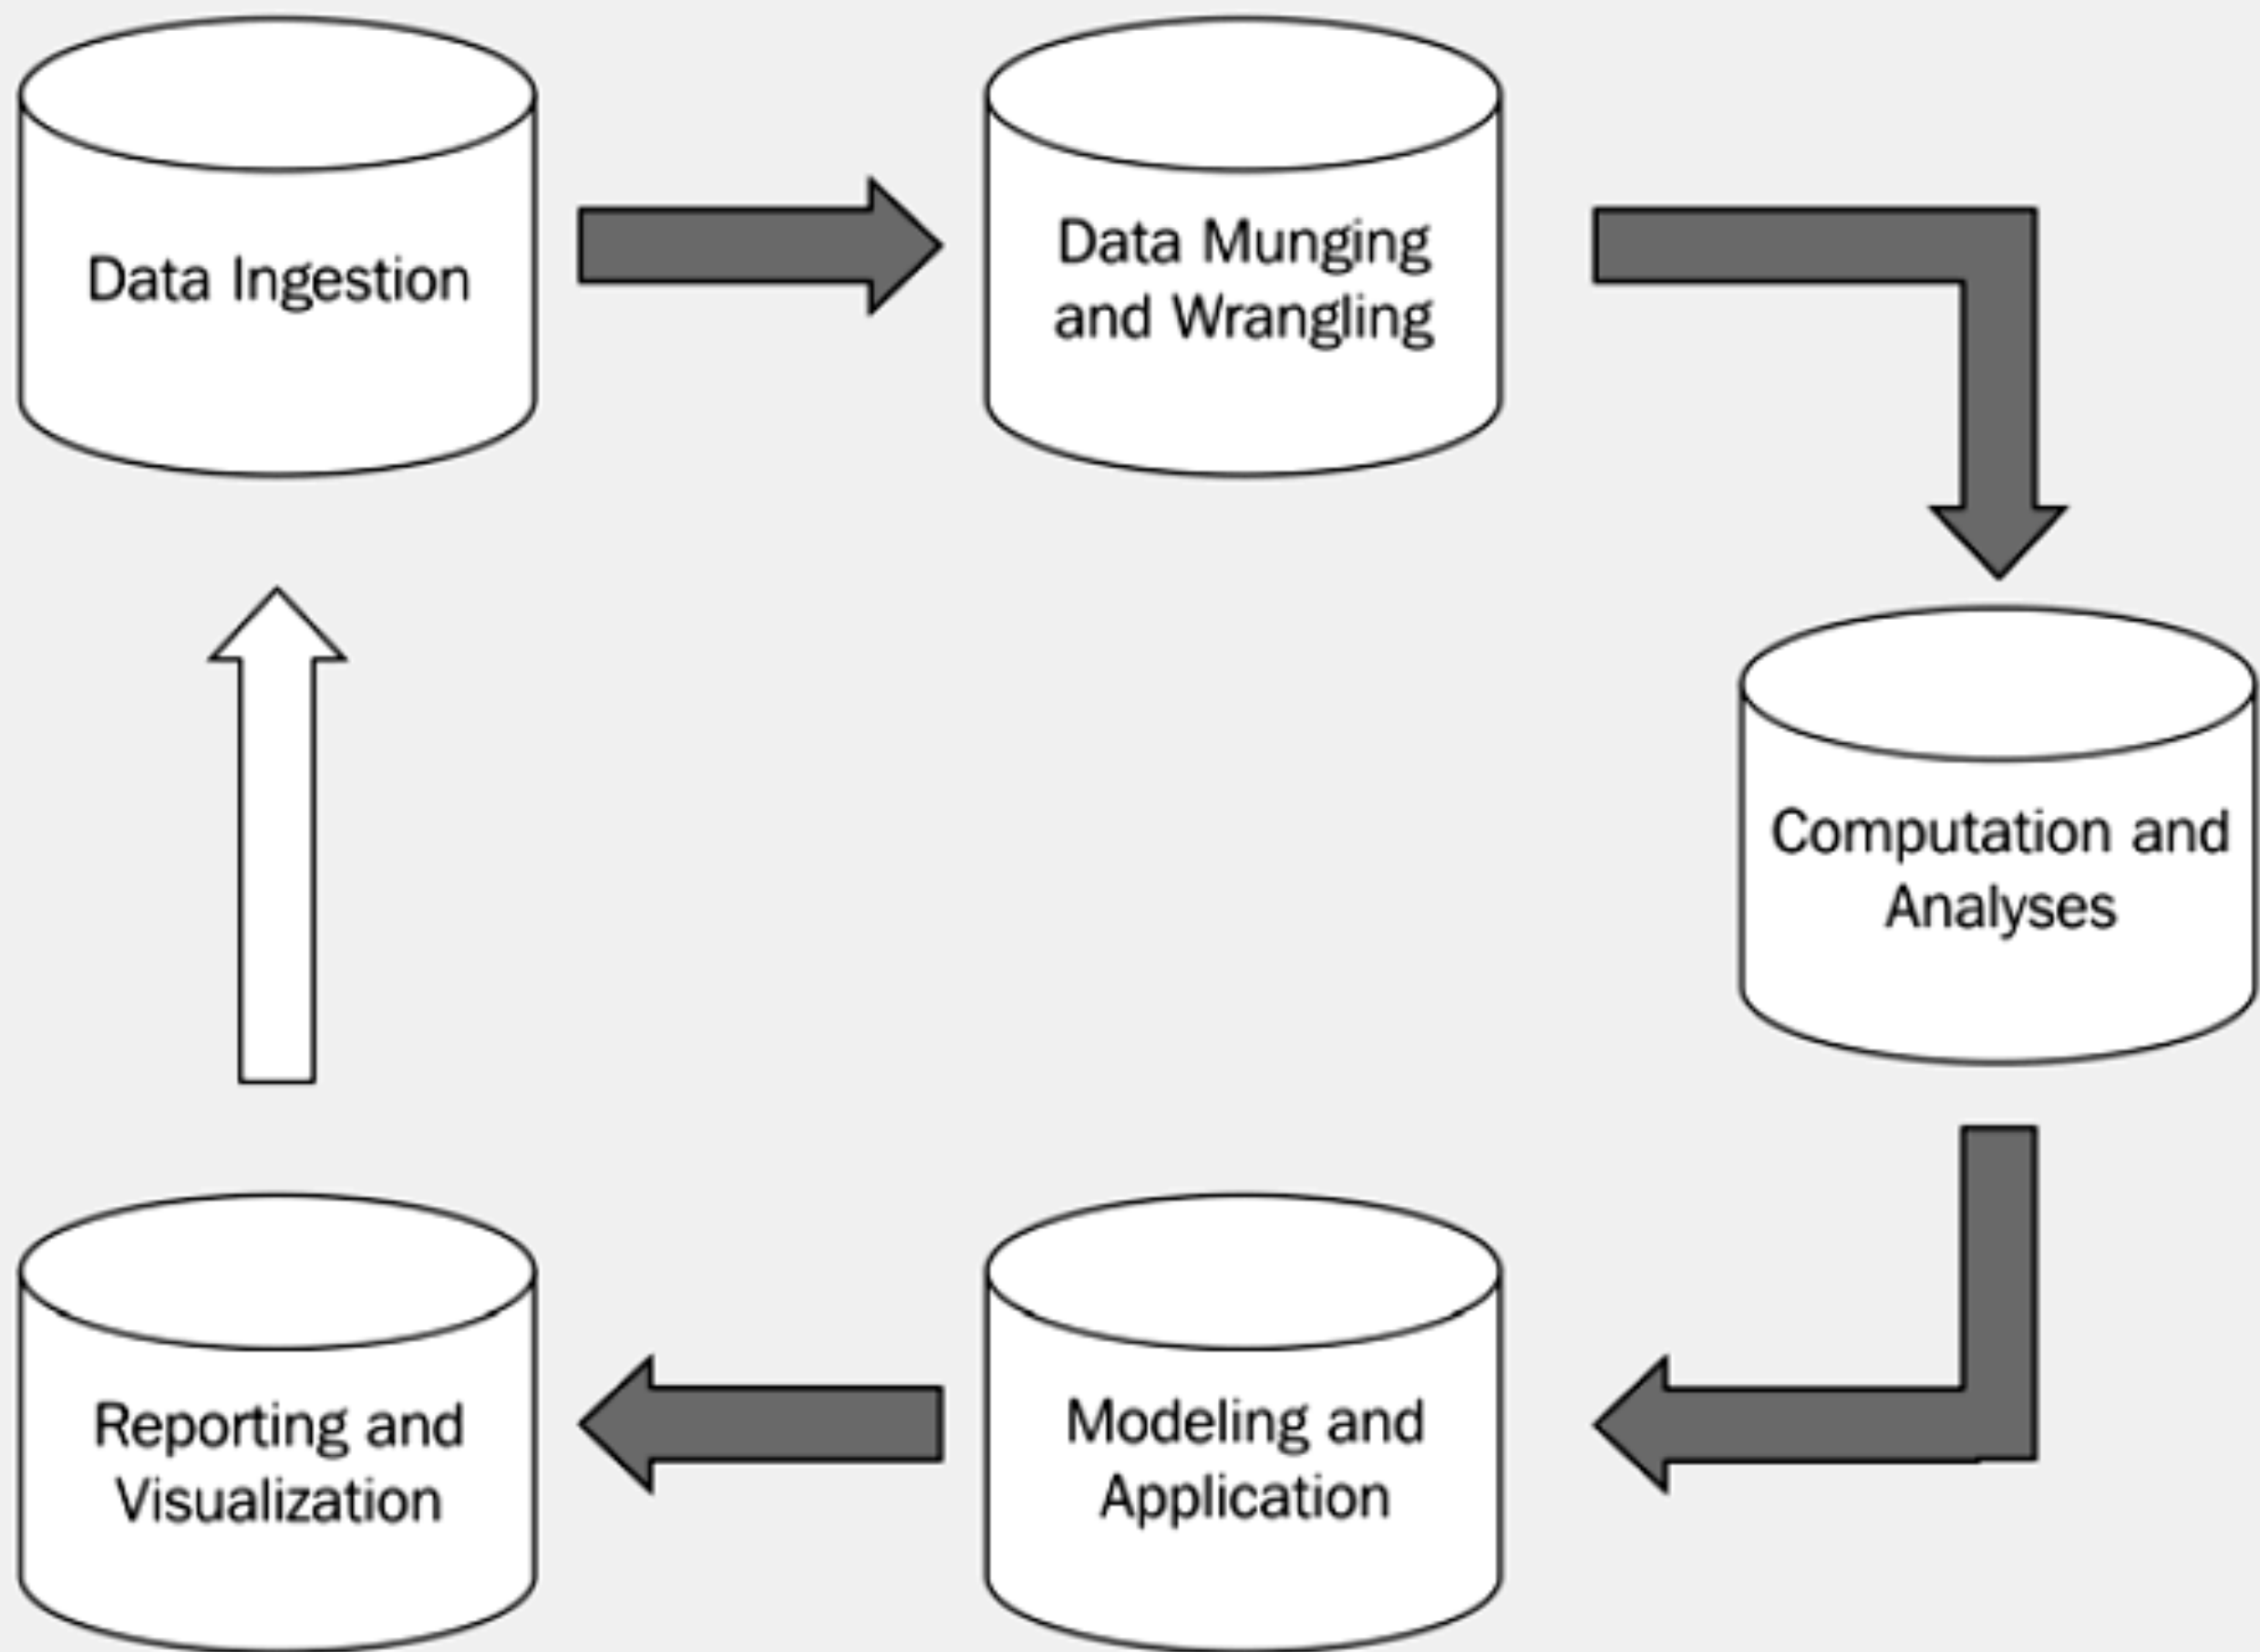 Data Ingestion
Data Munging
and Wrangling
Computation and
Analyses
Modeling and
Application
Reporting and
Visualization